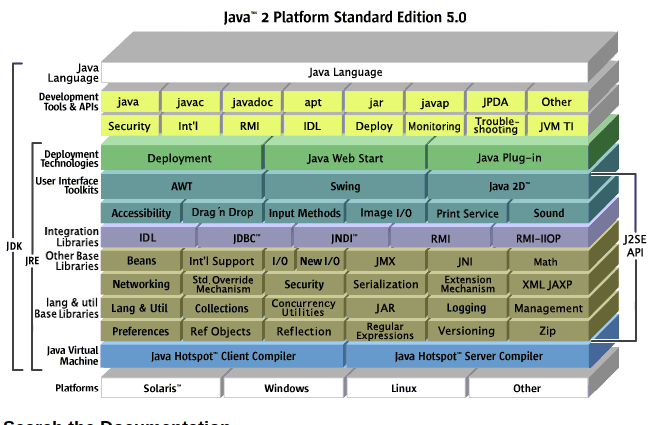 Java™ 2 Platform Standard Edition 5.0
Java
Language
Java Language
Development
Tools & APIs
java javac javadoc apt jar javap JPDA Other
Security Int'l RMI IDL Deploy Monitoring Trouble-
shooting JVM TI
Deployment
Technologies
Deployment Java Web Start Java Plug-in
User Interface
Toolkits
AWT Swing Java 2D™
Accessibility Drag 'n Drop Input Methods Image I/O Print Service Sound
Integration
Libraries
IDL JDBC™ JNDI™ RMI RMI-IIOP
Other Base
Libraries
Beans Int'l Support I/O New I/O JMX JNI Math
Networking Std. Override
Mechanism Security Serialization Extension
Mechanism XML JAXP
lang & util
Base Libraries
Lang & Util Collections Concurrency
Utilities JAR Logging Management
Preferences Ref Objects Reflection Regular
Expressions Versioning Zip
Java Virtual
Machine
Java Hotspot™ Client Compiler Java Hotspot™ Server Compiler
Platforms
Solaris™ Windows Linux Other
JDK
JRE
J2SE
API
Search the Documentation